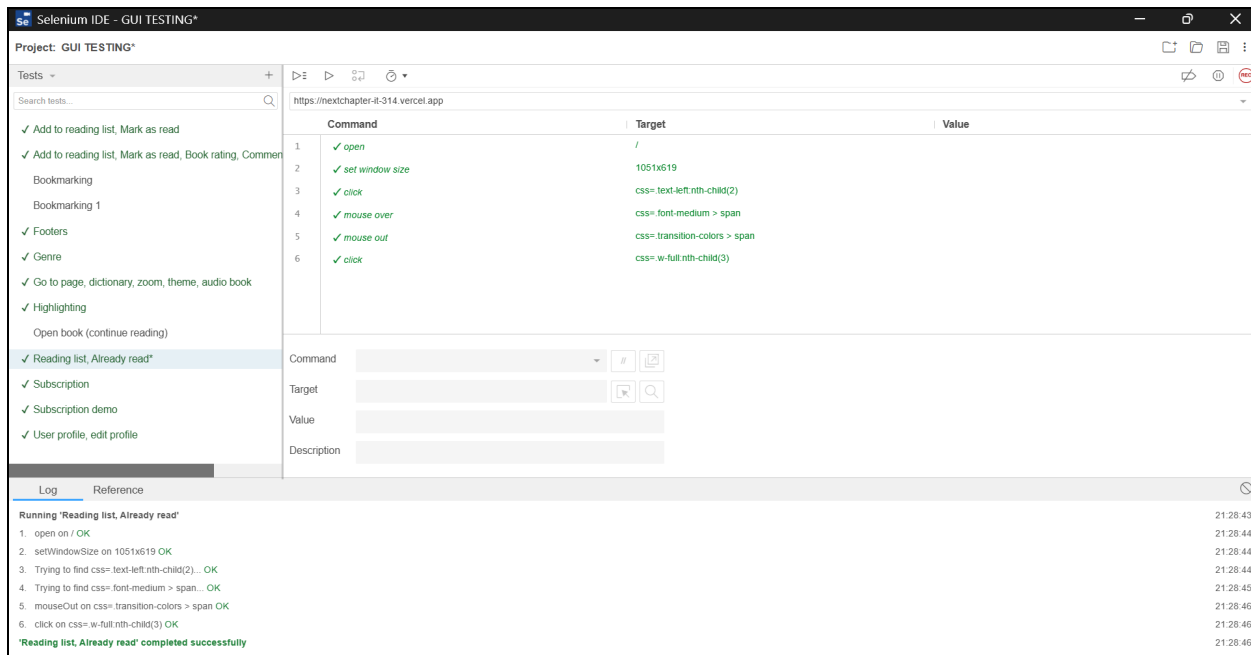 Se Selenium IDE - GUI TESTING*
Project: GUI TESTING*
Tests
Search tests...
✓ Add to reading list, Mark as read
✓ Add to reading list, Mark as read, Book rating, Commen
Bookmarking
Bookmarking 1
✓ Footers
✓ Genre
✓ Go to page, dictionary, zoom, theme, audio book
✓ Highlighting
Open book (continue reading)
✓ Reading list, Already read*
✓ Subscription
✓ Subscription demo
✓ User profile, edit profile
REC
https://nextchapter-it-314.vercel.app
Command Target Value
1 ✓ open /
2 ✓ set window size 1051x619
3 ✓ click css=.text-left:nth-child(2)
4 ✓ mouse over css=.font-medium > span
5 ✓ mouse out css=.transition-colors > span
6 ✓ click css=.w-full:nth-child(3)
Command //
Target
Value
Description
Log Reference
Running 'Reading list, Already read' 21:28:43
1. open on / OK 21:28:44
2. setWindowSize on 1051x619 OK 21:28:44
3. Trying to find css=.text-left:nth-child(2)... OK 21:28:44
4. Trying to find css=.font-medium > span... OK 21:28:45
5. mouseOut on css=.transition-colors > span OK 21:28:46
6. click on css=.w-full:nth-child(3) OK 21:28:46
'Reading list, Already read' completed successfully 21:28:46